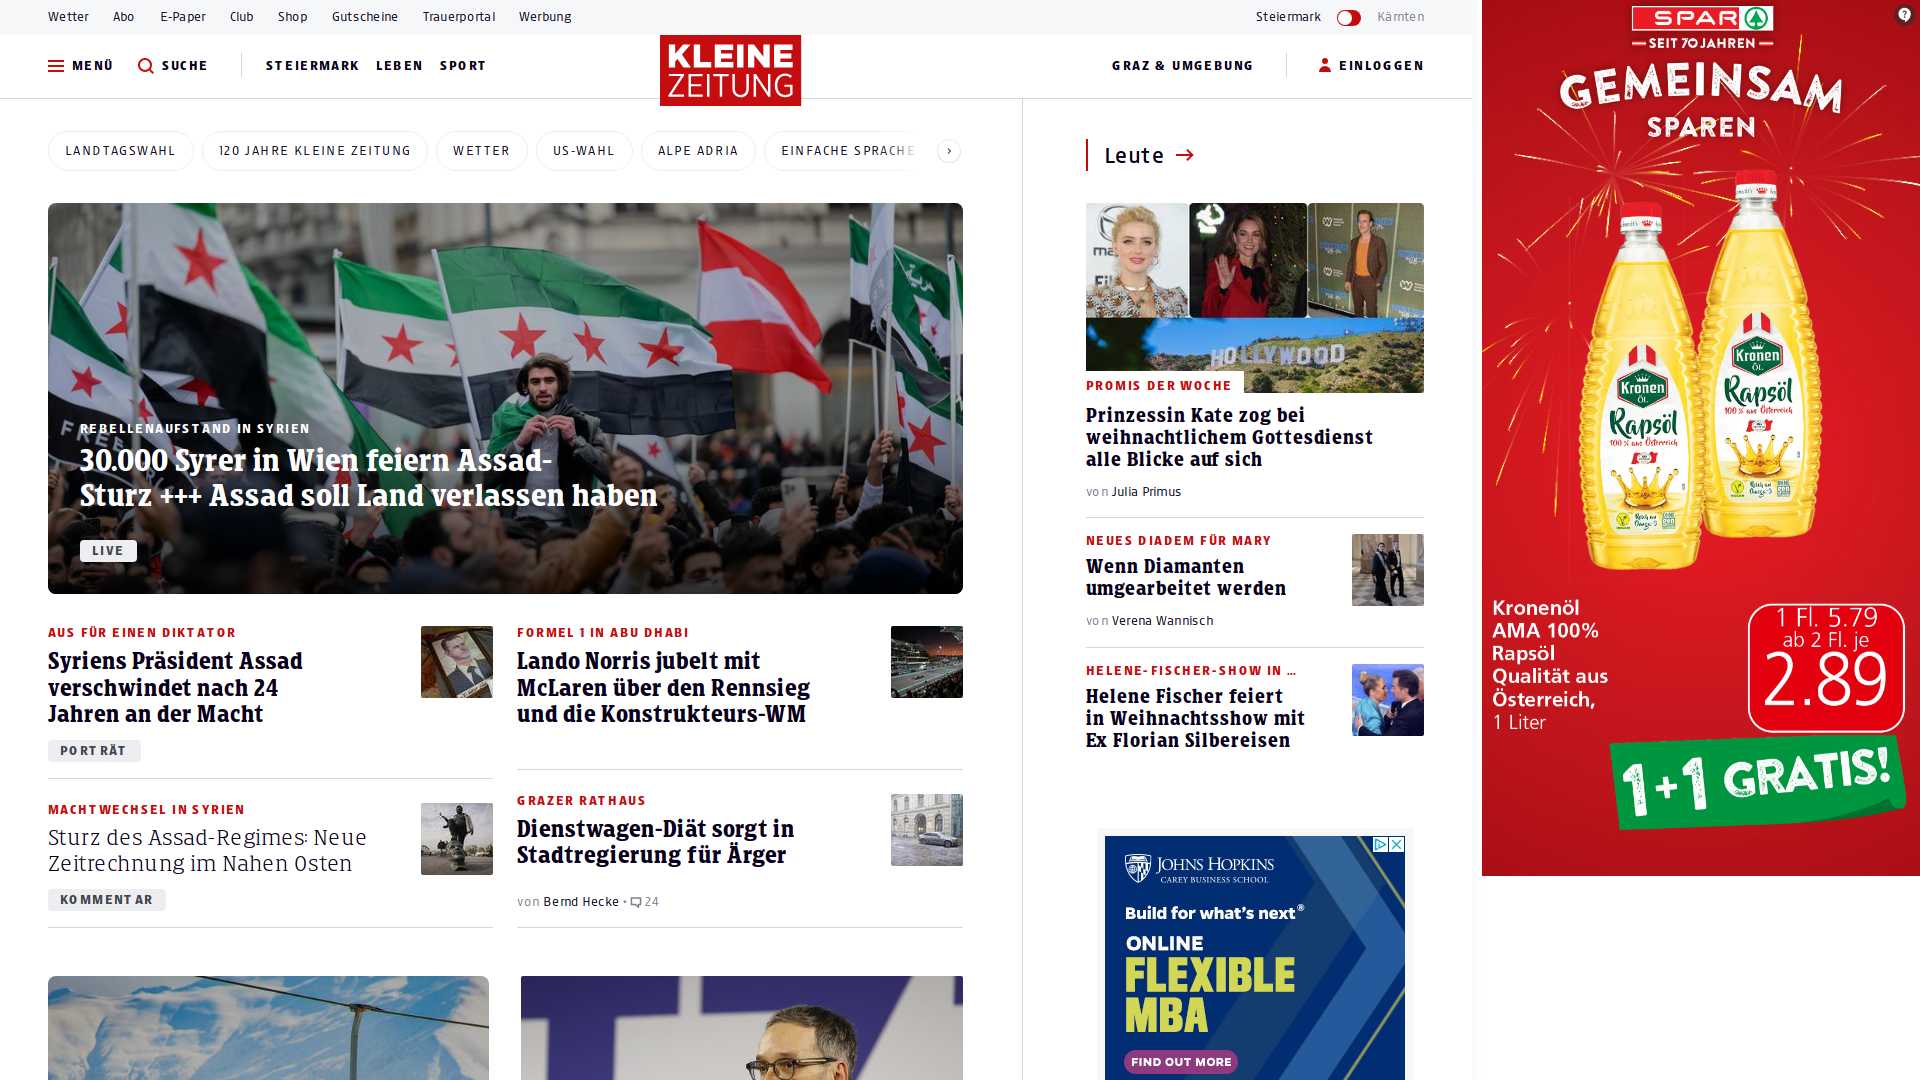 Wetter Abo E-Paper Club Shop Gutscheine Trauerportal Werbung Steiermark Kärnten
MENÜ SUCHE STEIERMARK LEBEN SPORT
KLEINE
ZEITUNG
GRAZ & UMGEBUNG EINLOGGEN
LANDTAGSWAHL 120 JAHRE KLEINE ZEITUNG WETTER US-WAHL ALPE ADRIA EINFACHE SPRACHE
FREE
REBELLENAUFSTAND IN SYRIEN
30.000 Syrer in Wien feiern Assad-
Sturz +++ Assad soll Land verlassen haben
LIVE
AUS FÜR EINEN DIKTATOR
Syriens Präsident Assad
verschwindet nach 24
Jahren an der Macht
PORTRÄT
FORMEL 1 IN ABU DHABI
Lando Norris jubelt mit
McLaren über den Rennsieg
und die Konstrukteurs-WM
MACHTWECHSEL IN SYRIEN
Sturz des Assad-Regimes: Neue
Zeitrechnung im Nahen Osten
KOMMENTAR
GRAZER RATHAUS
Dienstwagen-Diät sorgt in
Stadtregierung für Ärger
von Bernd Hecke • 24
Leute
HOLLYWOOD
PROMIS DER WOCHE
Prinzessin Kate zog bei
weihnachtlichem Gottesdienst
alle Blicke auf sich
von Julia Primus
NEUES DIADEM FÜR MARY
Wenn Diamanten
umgearbeitet werden
von Verena Wannisch
HELENE-FISCHER-SHOW IN ...
Helene Fischer feiert
in Weihnachtsshow mit
Ex Florian Silbereisen
JOHNS HOPKINS
CAREY BUSINESS SCHOOL
Build for what's next®
ONLINE
FLEXIBLE
MBA
FIND OUT MORE
SPAR
SEIT 70 JAHREN
GEMEINSAM
SPAREN
Kronen
ÖL
Rapsöl
100% aus Österreich
Kronen
ÖL
Rapsöl
100% aus Österreich
Kronenöl
AMA 100%
Rapsöl
Qualität aus
Österreich,
1 Liter
1 Fl. 5.79
ab 2 Fl. je
2.89
1+1 GRATIS!